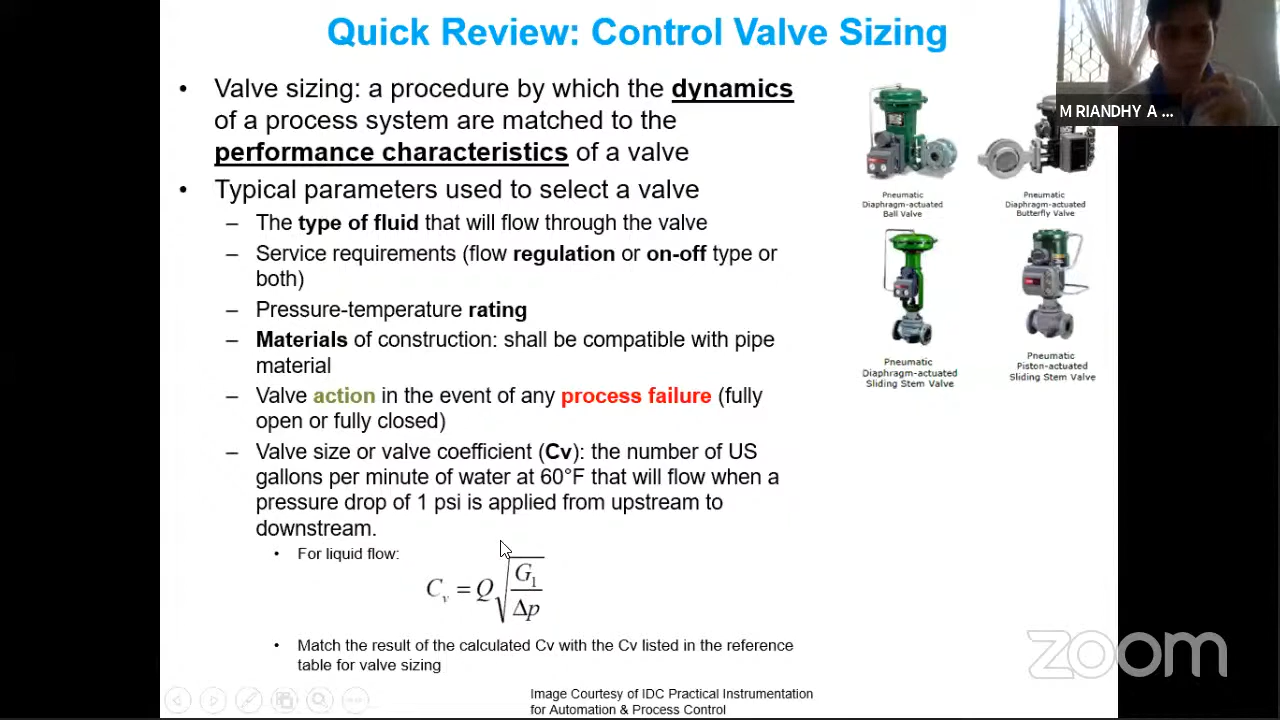 Quick Review: Control Valve Sizing
M RIANDHY A ...
• Valve sizing: a procedure by which the dynamics
of a process system are matched to the
performance characteristics of a valve
• Typical parameters used to select a valve
– The type of fluid that will flow through the valve
– Service requirements (flow regulation or on-off type or
both)
– Pressure-temperature rating
– Materials of construction: shall be compatible with pipe
material
– Valve action in the event of any process failure (fully
open or fully closed)
– Valve size or valve coefficient (Cv): the number of US
gallons per minute of water at 60°F that will flow when a
pressure drop of 1 psi is applied from upstream to
downstream.
• For liquid flow:
C_v = Q√(G_1/Δp)
• Match the result of the calculated Cv with the Cv listed in the reference
table for valve sizing
Pneumatic
Diaphragm-actuated
Ball Valve
Pneumatic
Diaphragm-actuated
Butterfly Valve
Pneumatic
Diaphragm-actuated
Sliding Stem Valve
Pneumatic
Piston-actuated
Sliding Stem Valve
Image Courtesy of IDC Practical Instrumentation
for Automation & Process Control
zoom